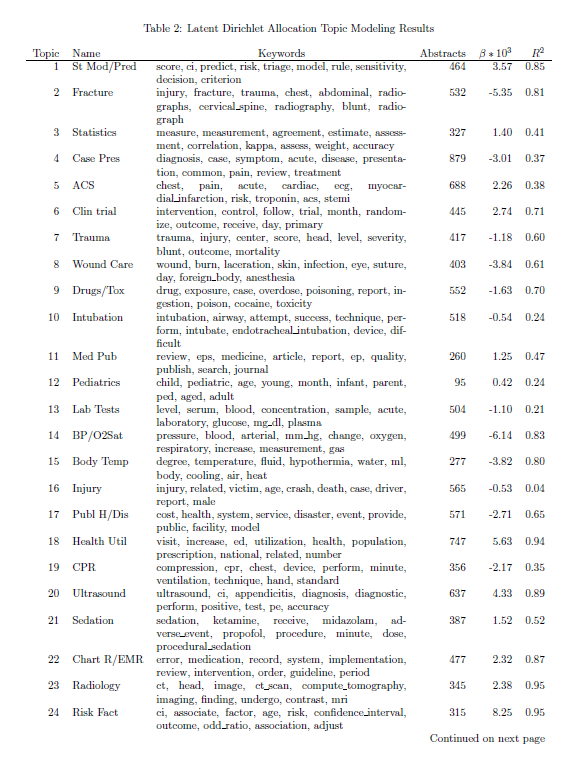 Table 2: Latent Dirichlet Allocation Topic Modeling Results
Topic Name Keywords Abstracts β ∗ 10³ R²
1 St Mod/Pred score, ci, predict, risk, triage, model, rule, sensitivity, 464 3.57 0.85
decision, criterion
2 Fracture injury, fracture, trauma, chest, abdominal, radio- 532 -5.35 0.81
graphs, cervical_spine, radiography, blunt, radio-
graph
3 Statistics measure, measurement, agreement, estimate, assess- 327 1.40 0.41
ment, correlation, kappa, assess, weight, accuracy
4 Case Pres diagnosis, case, symptom, acute, disease, presenta- 879 -3.01 0.37
tion, common, pain, review, treatment
5 ACS chest, pain, acute, cardiac, ecg, myocar- 688 2.26 0.38
dial_infarction, risk, troponin, acs, stemi
6 Clin trial intervention, control, follow, trial, month, random- 445 2.74 0.71
ize, outcome, receive, day, primary
7 Trauma trauma, injury, center, score, head, level, severity, 417 -1.18 0.60
blunt, outcome, mortality
8 Wound Care wound, burn, laceration, skin, infection, eye, suture, 403 -3.84 0.61
day, foreign_body, anesthesia
9 Drugs/Tox drug, exposure, case, overdose, poisoning, report, in- 552 -1.63 0.70
gestion, poison, cocaine, toxicity
10 Intubation intubation, airway, attempt, success, technique, per- 518 -0.54 0.24
form, intubate, endotracheal_intubation, device, dif-
ficult
11 Med Pub review, eps, medicine, article, report, ep, quality, 260 1.25 0.47
publish, search, journal
12 Pediatrics child, pediatric, age, young, month, infant, parent, 95 0.42 0.24
ped, aged, adult
13 Lab Tests level, serum, blood, concentration, sample, acute, 504 -1.10 0.21
laboratory, glucose, mg_dl, plasma
14 BP/O2Sat pressure, blood, arterial, mm_hg, change, oxygen, 499 -6.14 0.83
respiratory, increase, measurement, gas
15 Body Temp degree, temperature, fluid, hypothermia, water, ml, 277 -3.82 0.80
body, cooling, air, heat
16 Injury injury, related, victim, age, crash, death, case, driver, 565 -0.53 0.04
report, male
17 Publ H/Dis cost, health, system, service, disaster, event, provide, 571 -2.71 0.65
public, facility, model
18 Health Util visit, increase, ed, utilization, health, population, 747 5.63 0.94
prescription, national, related, number
19 CPR compression, cpr, chest, device, perform, minute, 356 -2.17 0.35
ventilation, technique, hand, standard
20 Ultrasound ultrasound, ci, appendicitis, diagnosis, diagnostic, 637 4.33 0.89
perform, positive, test, pe, accuracy
21 Sedation sedation, ketamine, receive, midazolam, ad- 387 1.52 0.52
verse_event, propofol, procedure, minute, dose,
procedural_sedation
22 Chart R/EMR error, medication, record, system, implementation, 477 2.32 0.87
review, intervention, order, guideline, period
23 Radiology ct, head, image, ct_scan, compute_tomography, 345 2.38 0.95
imaging, finding, undergo, contrast, mri
24 Risk Fact ci, associate, factor, age, risk, confidence_interval, 315 8.25 0.95
outcome, odd_ratio, association, adjust
Continued on next page